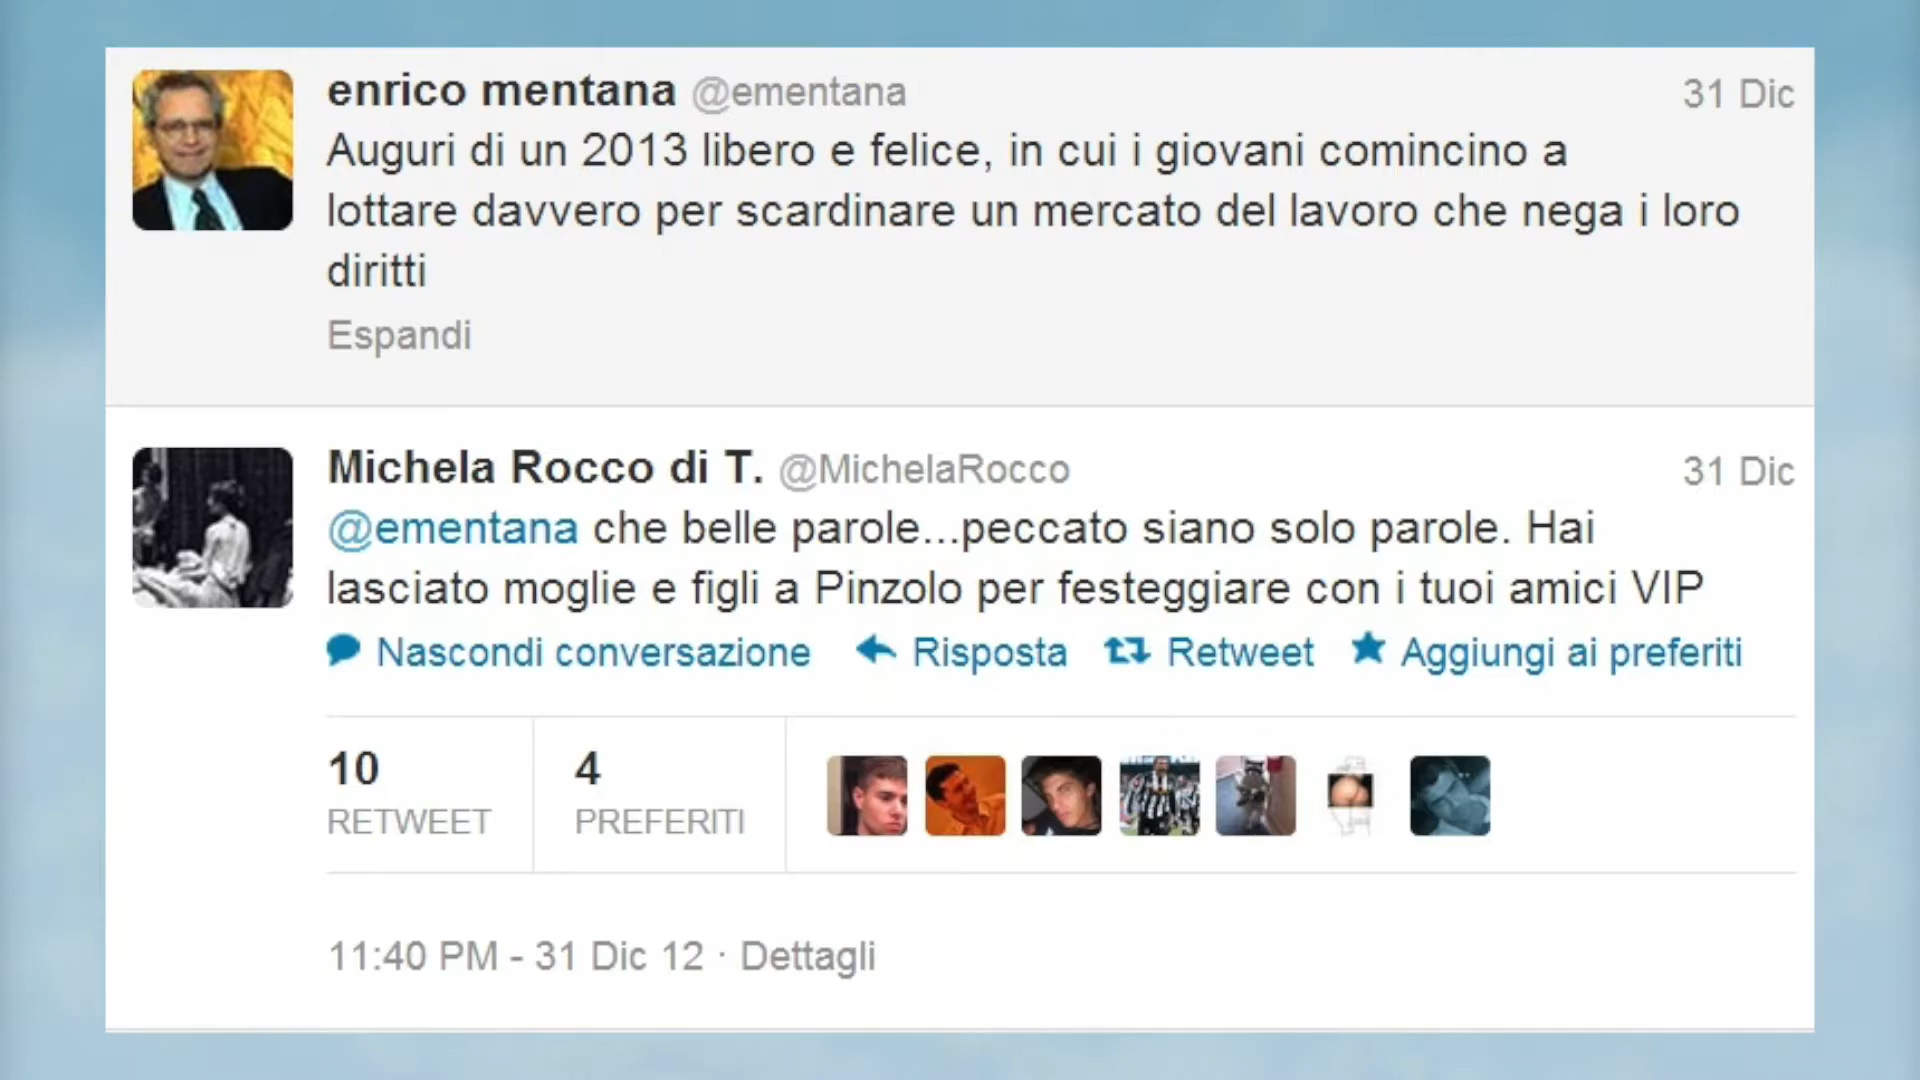 enrico mentana @ementana 31 Dic
Auguri di un 2013 libero e felice, in cui i giovani comincino a
lottare davvero per scardinare un mercato del lavoro che nega i loro
diritti
Espandi
Michela Rocco di T. @MichelaRocco 31 Dic
@ementana che belle parole...peccato siano solo parole. Hai
lasciato moglie e figli a Pinzolo per festeggiare con i tuoi amici VIP
Nascondi conversazione Risposta Retweet Aggiungi ai preferiti
10 4
RETWEET PREFERITI
11:40 PM - 31 Dic 12 · Dettagli